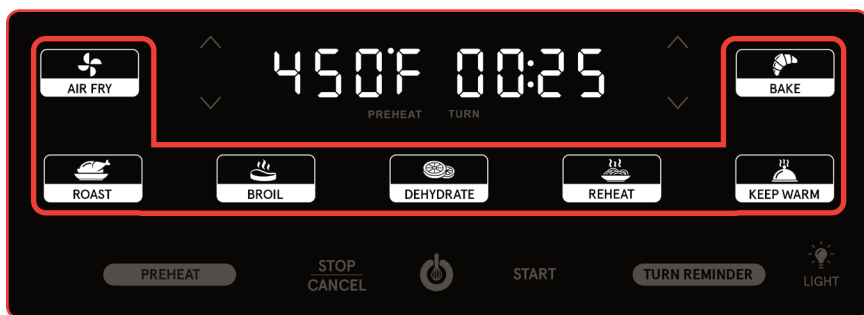 450°F 00:25
AIR FRY
BAKE
PREHEAT TURN
ROAST BROIL DEHYDRATE REHEAT KEEP WARM
PREHEAT
STOP
CANCEL
START
TURN REMINDER
LIGHT